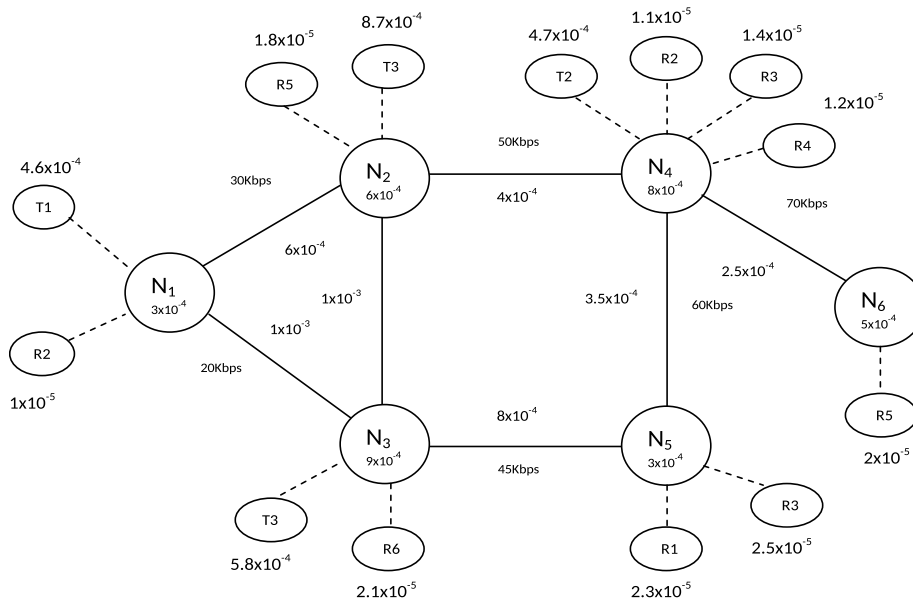 8.7x10⁻⁴
1.8x10⁻⁵
T3
R5
4.7x10⁻⁴
1.1x10⁻⁵
1.4x10⁻⁵
R2
T2
R3
1.2x10⁻⁵
R4
4.6x10⁻⁴
T1
30Kbps
N₂
6x10⁻⁴
50Kbps
4x10⁻⁴
N₄
8x10⁻⁴
70Kbps
6x10⁻⁴
2.5x10⁻⁴
N₁
3x10⁻⁴
1x10⁻³
1x10⁻³
3.5x10⁻⁴
60Kbps
N₆
5x10⁻⁴
R2
1x10⁻⁵
20Kbps
R5
2x10⁻⁵
N₃
9x10⁻⁴
8x10⁻⁴
45Kbps
N₅
3x10⁻⁴
T3
5.8x10⁻⁴
R6
2.1x10⁻⁵
R1
2.3x10⁻⁵
R3
2.5x10⁻⁵